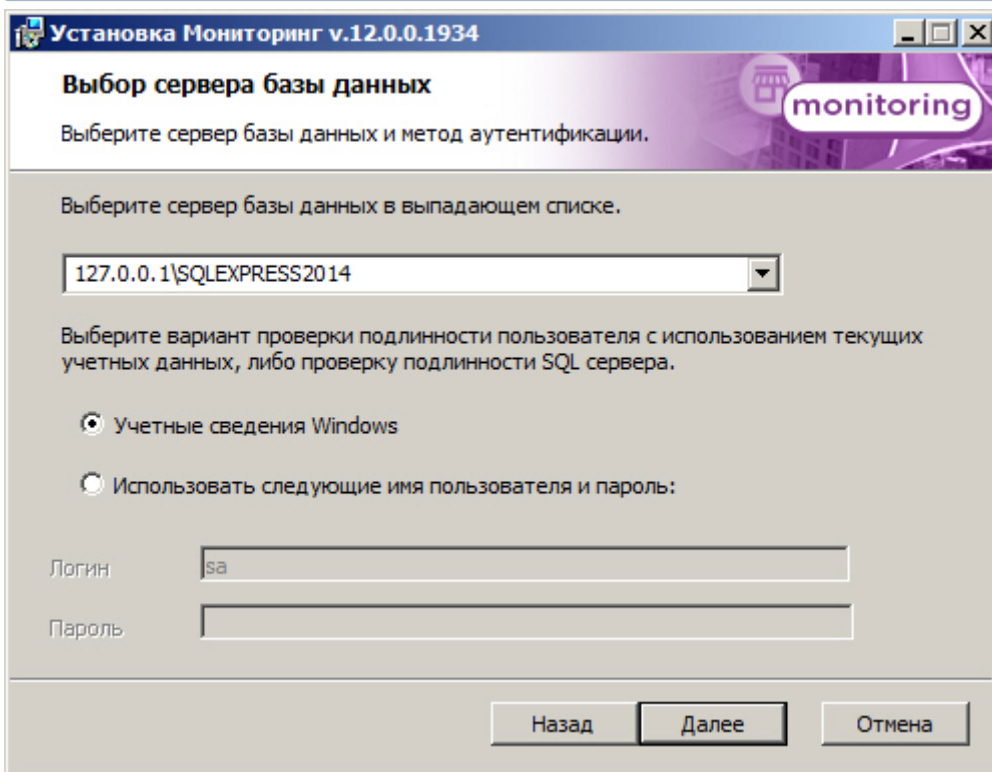 Установка Мониторинг v.12.0.0.1934
Выбор сервера базы данных
monitoring
Выберите сервер базы данных и метод аутентификации.
Выберите сервер базы данных в выпадающем списке.
127.0.0.1\SQLEXPRESS2014
Выберите вариант проверки подлинности пользователя с использованием текущих
учетных данных, либо проверку подлинности SQL сервера.
Учетные сведения Windows
Использовать следующие имя пользователя и пароль:
Логин
sa
Пароль
Назад
Далее
Отмена